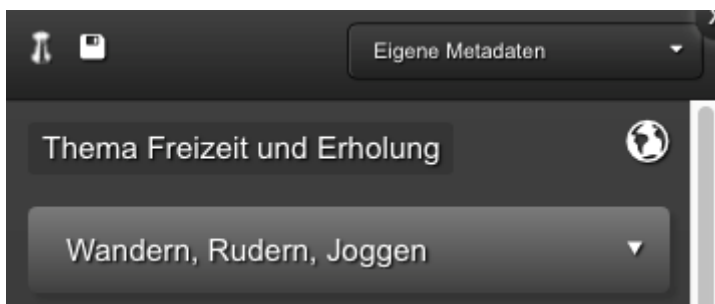 Eigene Metadaten
Thema Freizeit und Erholung
Wandern, Rudern, Joggen